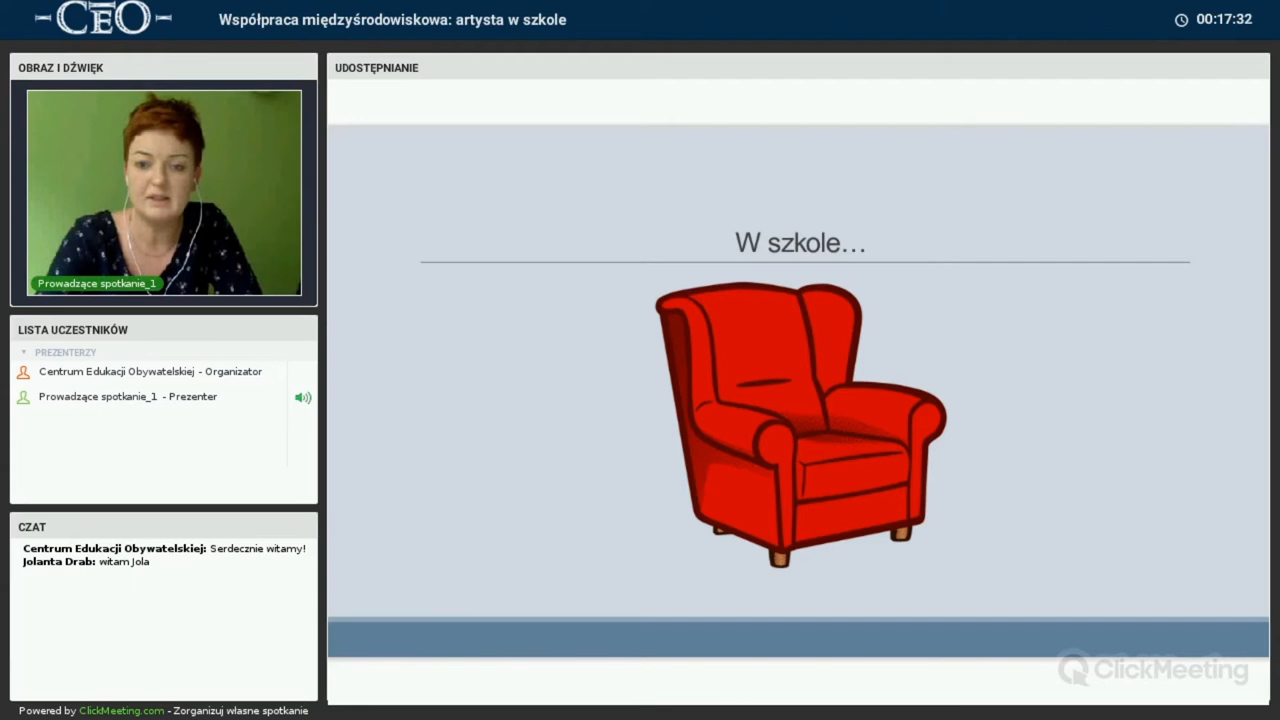 CEO
Współpraca międzyśrodowiskowa: artysta w szkole
00:17:32
OBRAZ I DŹWIĘK
Prowadzące spotkanie_1
LISTA UCZESTNIKÓW
PREZENTERZY
Centrum Edukacji Obywatelskiej - Organizator
Prowadzące spotkanie_1 - Prezenter
CZAT
Centrum Edukacji Obywatelskiej: Serdecznie witamy!
Jolanta Drab: witam Jola
Powered by ClickMeeting.com - Zorganizuj własne spotkanie
UDOSTĘPNIANIE
W szkole…
ClickMeeting